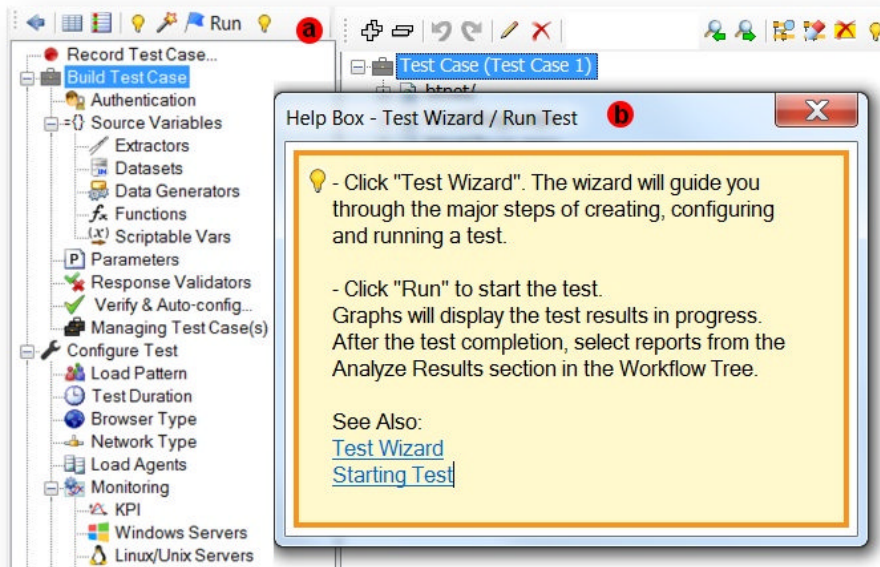 Run
a
Record Test Case...
Build Test Case
Authentication
={} Source Variables
Extractors
Datasets
Data Generators
fx Functions
(x) Scriptable Vars
P Parameters
Response Validators
Verify & Auto-config...
Managing Test Case(s)
Configure Test
Load Pattern
Test Duration
Browser Type
Network Type
Load Agents
Monitoring
KPI
Windows Servers
Linux/Unix Servers
Test Case (Test Case 1)
Help Box - Test Wizard / Run Test
b
- Click "Test Wizard". The wizard will guide you
through the major steps of creating, configuring
and running a test.
- Click "Run" to start the test.
Graphs will display the test results in progress.
After the test completion, select reports from the
Analyze Results section in the Workflow Tree.
See Also:
Test Wizard
Starting Test